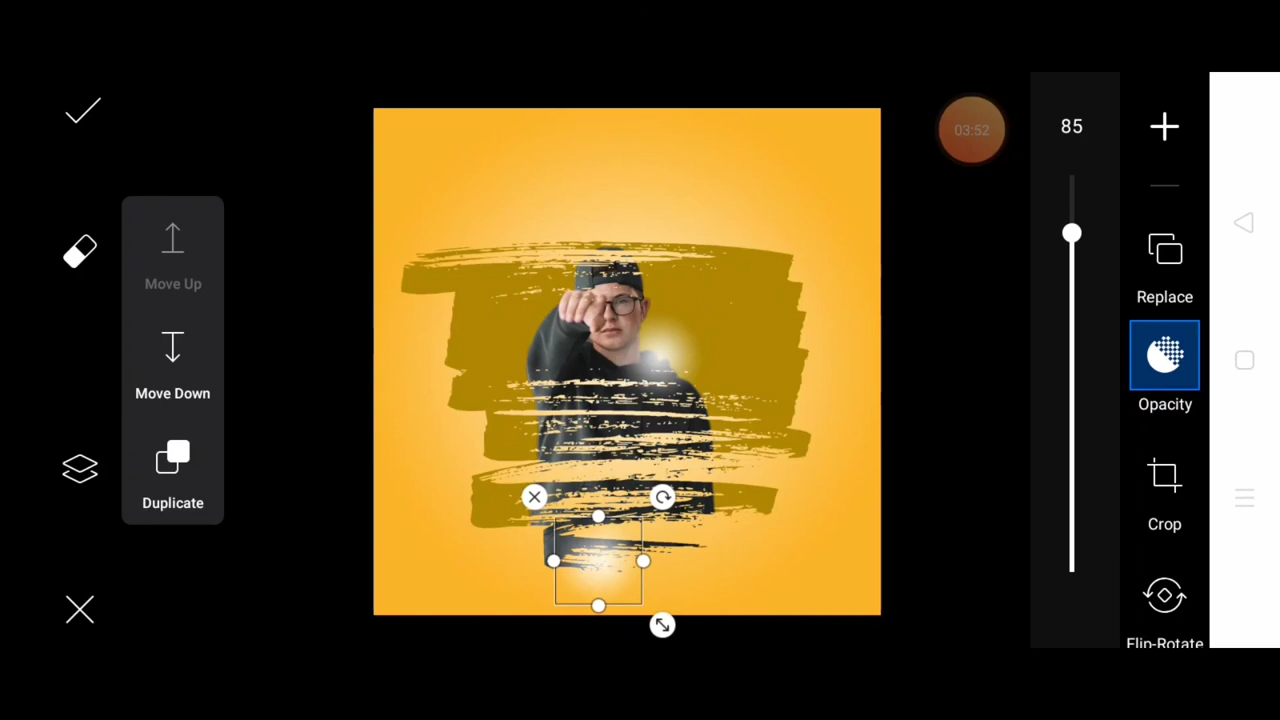 03:52
85
Move Up
Replace
Move Down
Opacity
Duplicate
Crop
Flip-Rotate